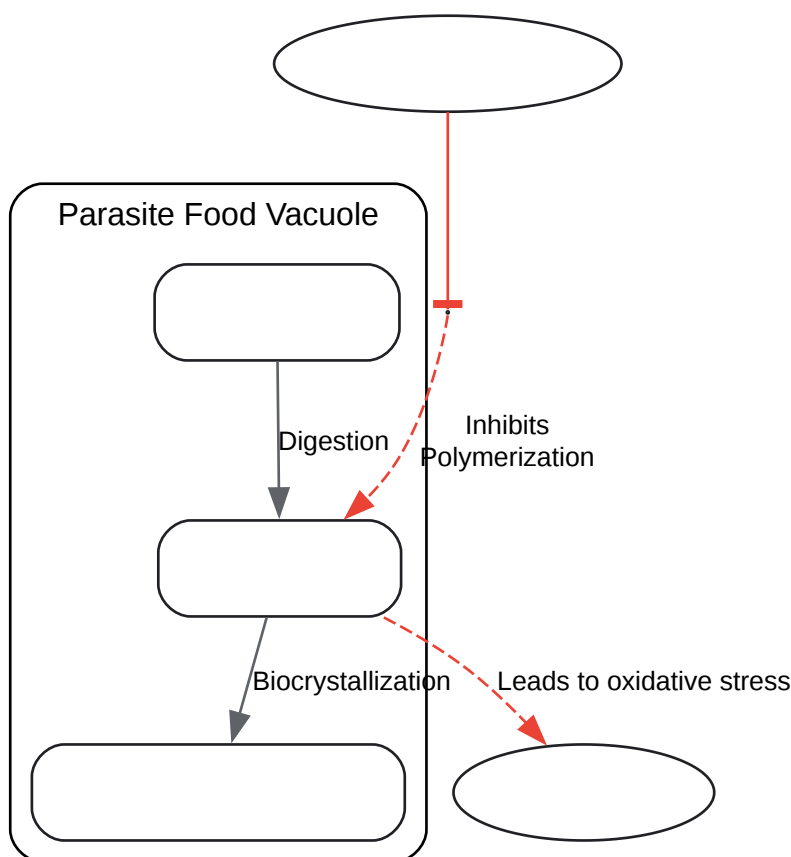 Parasite Food Vacuole
Digestion
Inhibits
Polymerization
Biocrystallization
Leads to oxidative stress